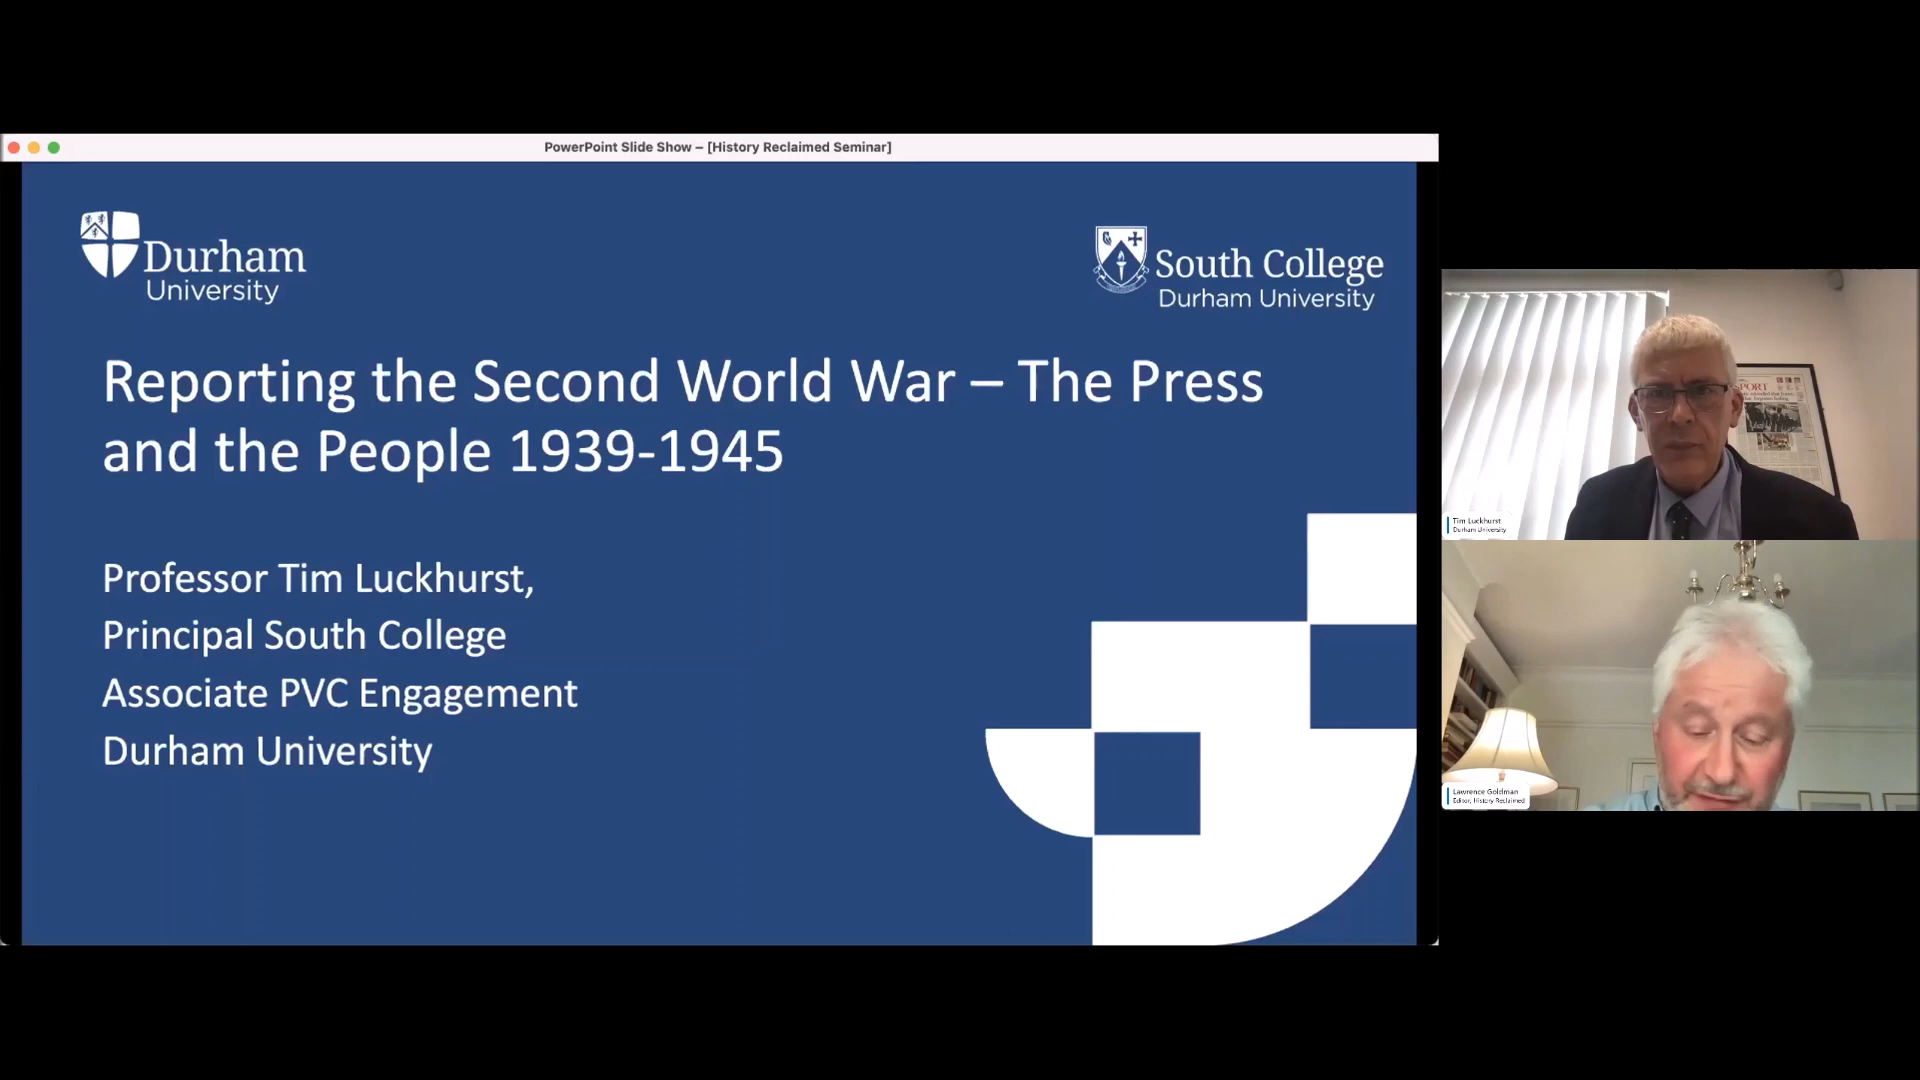 PowerPoint Slide Show – [History Reclaimed Seminar]
Durham
University
South College
Durham University
Reporting the Second World War – The Press
and the People 1939-1945
Professor Tim Luckhurst,
Principal South College
Associate PVC Engagement
Durham University
SPORT
Tim Luckhurst
Durham University
Lawrence Goldman
Editor, History Reclaimed